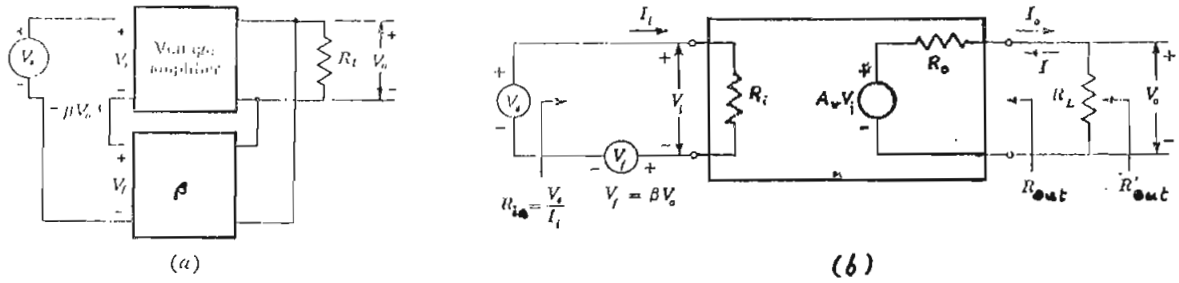 V_s
+
-
+
V_i
-
Voltage
amplifier
R_L
+
V_o
-
= βV_o
+
V_f
-
β
(a)
I_i
I_o
I
+
V_s
-
+
V_i
-
R_i
+
A_v V_i
-
R_o
R_L
+
V_o
-
- V_f +
R_in = V_s / I_i
V_f = βV_o
R_out
R'_out
(b)